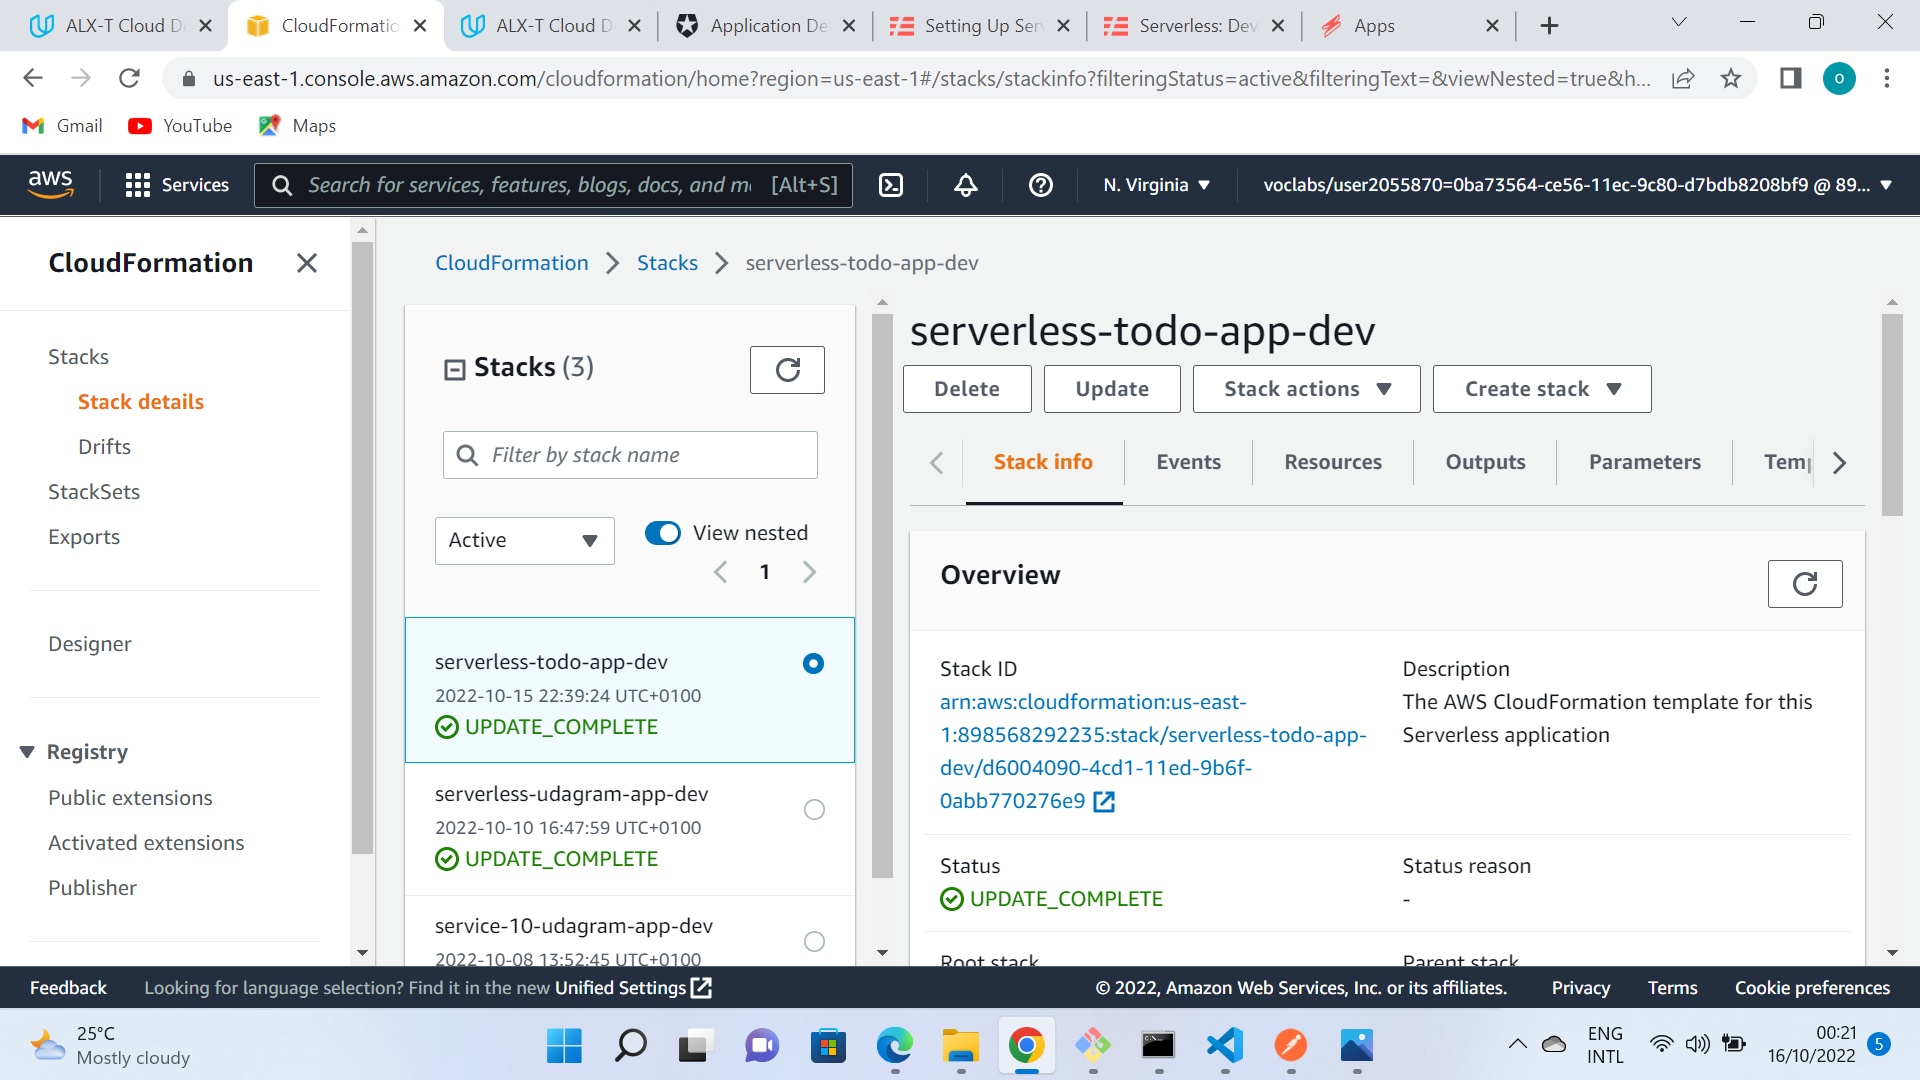 ALX-T Cloud D
CloudFormatio
ALX-T Cloud D
Application De
Setting Up Ser
Serverless: Dev
Apps
us-east-1.console.aws.amazon.com/cloudformation/home?region=us-east-1#/stacks/stackinfo?filteringStatus=active&filteringText=&viewNested=true&h...
O
Gmail
YouTube
Maps
aws
Services
Search for services, features, blogs, docs, and m
[Alt+S]
N. Virginia
voclabs/user2055870=0ba73564-ce56-11ec-9c80-d7bdb8208bf9 @ 89...
CloudFormation
Stacks
Stack details
Drifts
StackSets
Exports
Designer
Registry
Public extensions
Activated extensions
Publisher
CloudFormation
Stacks
serverless-todo-app-dev
Stacks (3)
Filter by stack name
Active
View nested
1
serverless-todo-app-dev
2022-10-15 22:39:24 UTC+0100
UPDATE_COMPLETE
serverless-udagram-app-dev
2022-10-10 16:47:59 UTC+0100
UPDATE_COMPLETE
service-10-udagram-app-dev
2022-10-08 13:52:45 UTC+0100
serverless-todo-app-dev
Delete
Update
Stack actions
Create stack
Stack info
Events
Resources
Outputs
Parameters
Temp
Overview
Stack ID
arn:aws:cloudformation:us-east-
1:898568292235:stack/serverless-todo-app-
dev/d6004090-4cd1-11ed-9b6f-
0abb770276e9
Description
The AWS CloudFormation template for this
Serverless application
Status
UPDATE_COMPLETE
Status reason
-
Root stack
Parent stack
Feedback
Looking for language selection? Find it in the new Unified Settings
© 2022, Amazon Web Services, Inc. or its affiliates.
Privacy
Terms
Cookie preferences
25°C
Mostly cloudy
ENG
INTL
00:21
16/10/2022
5